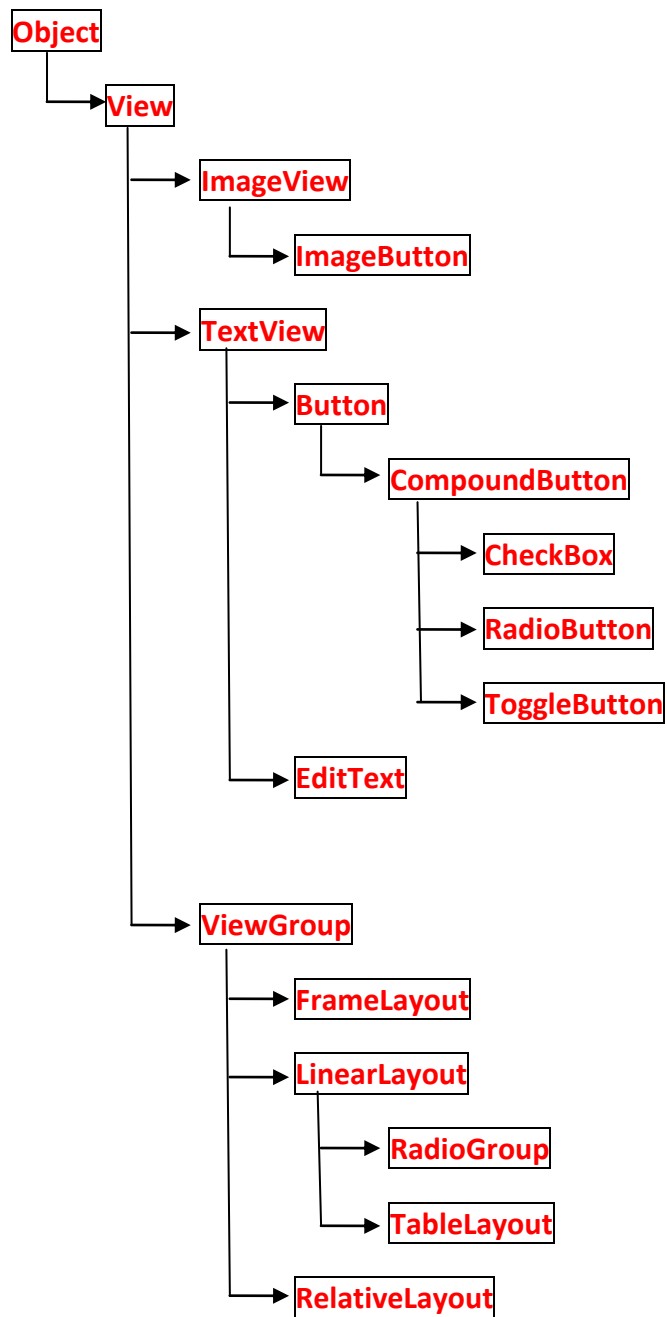 Object
View
ImageView
ImageButton
TextView
Button
CompoundButton
CheckBox
RadioButton
ToggleButton
EditText
ViewGroup
FrameLayout
LinearLayout
RadioGroup
TableLayout
RelativeLayout